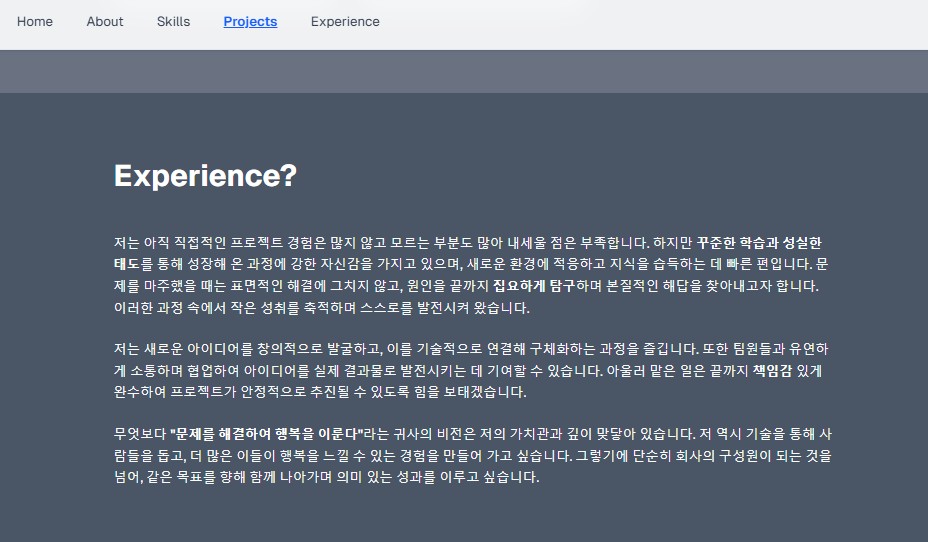 Home About Skills Projects Experience
Experience?
저는 아직 직접적인 프로젝트 경험은 많지 않고 모르는 부분도 많아 내세울 점은 부족합니다. 하지만 꾸준한 학습과 성실한
태도를 통해 성장해 온 과정에 강한 자신감을 가지고 있으며, 새로운 환경에 적응하고 지식을 습득하는 데 빠른 편입니다. 문
제를 마주했을 때는 표면적인 해결에 그치지 않고, 원인을 끝까지 집요하게 탐구하며 본질적인 해답을 찾아내고자 합니다.
이러한 과정 속에서 작은 성취를 축적하며 스스로를 발전시켜 왔습니다.
저는 새로운 아이디어를 창의적으로 발굴하고, 이를 기술적으로 연결해 구체화하는 과정을 즐깁니다. 또한 팀원들과 유연하
게 소통하며 협업하여 아이디어를 실제 결과물로 발전시키는 데 기여할 수 있습니다. 아울러 맡은 일은 끝까지 책임감 있게
완수하여 프로젝트가 안정적으로 추진될 수 있도록 힘을 보태겠습니다.
무엇보다 "문제를 해결하여 행복을 이룬다"라는 귀사의 비전은 저의 가치관과 깊이 맞닿아 있습니다. 저 역시 기술을 통해 사
람들을 돕고, 더 많은 이들이 행복을 느낄 수 있는 경험을 만들어 가고 싶습니다. 그렇기에 단순히 회사의 구성원이 되는 것을
넘어, 같은 목표를 향해 함께 나아가며 의미 있는 성과를 이루고 싶습니다.